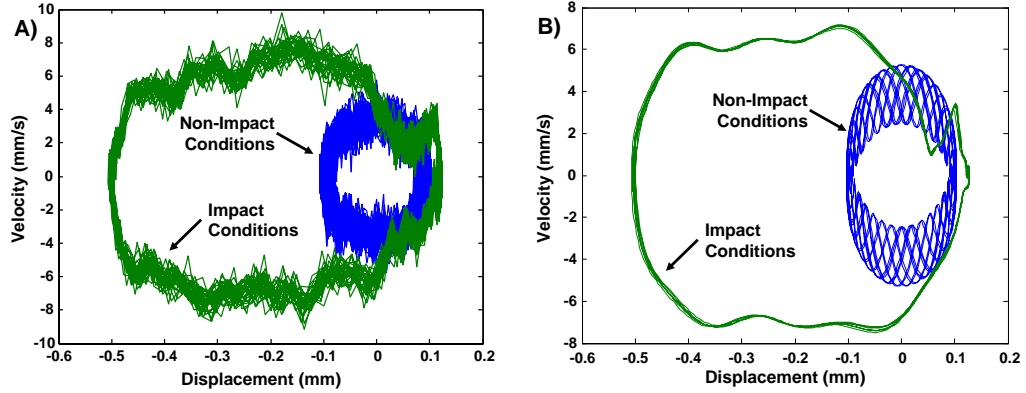 A)
10
8
6
4
2
0
-2
-4
-6
-8
-10
Velocity (mm/s)
Non-Impact
Conditions
Impact
Conditions
-0.6 -0.5 -0.4 -0.3 -0.2 -0.1 0 0.1 0.2
Displacement (mm)
B)
8
6
4
2
0
-2
-4
-6
-8
Velocity (mm/s)
Non-Impact
Conditions
Impact
Conditions
-0.6 -0.5 -0.4 -0.3 -0.2 -0.1 0 0.1 0.2
Displacement (mm)